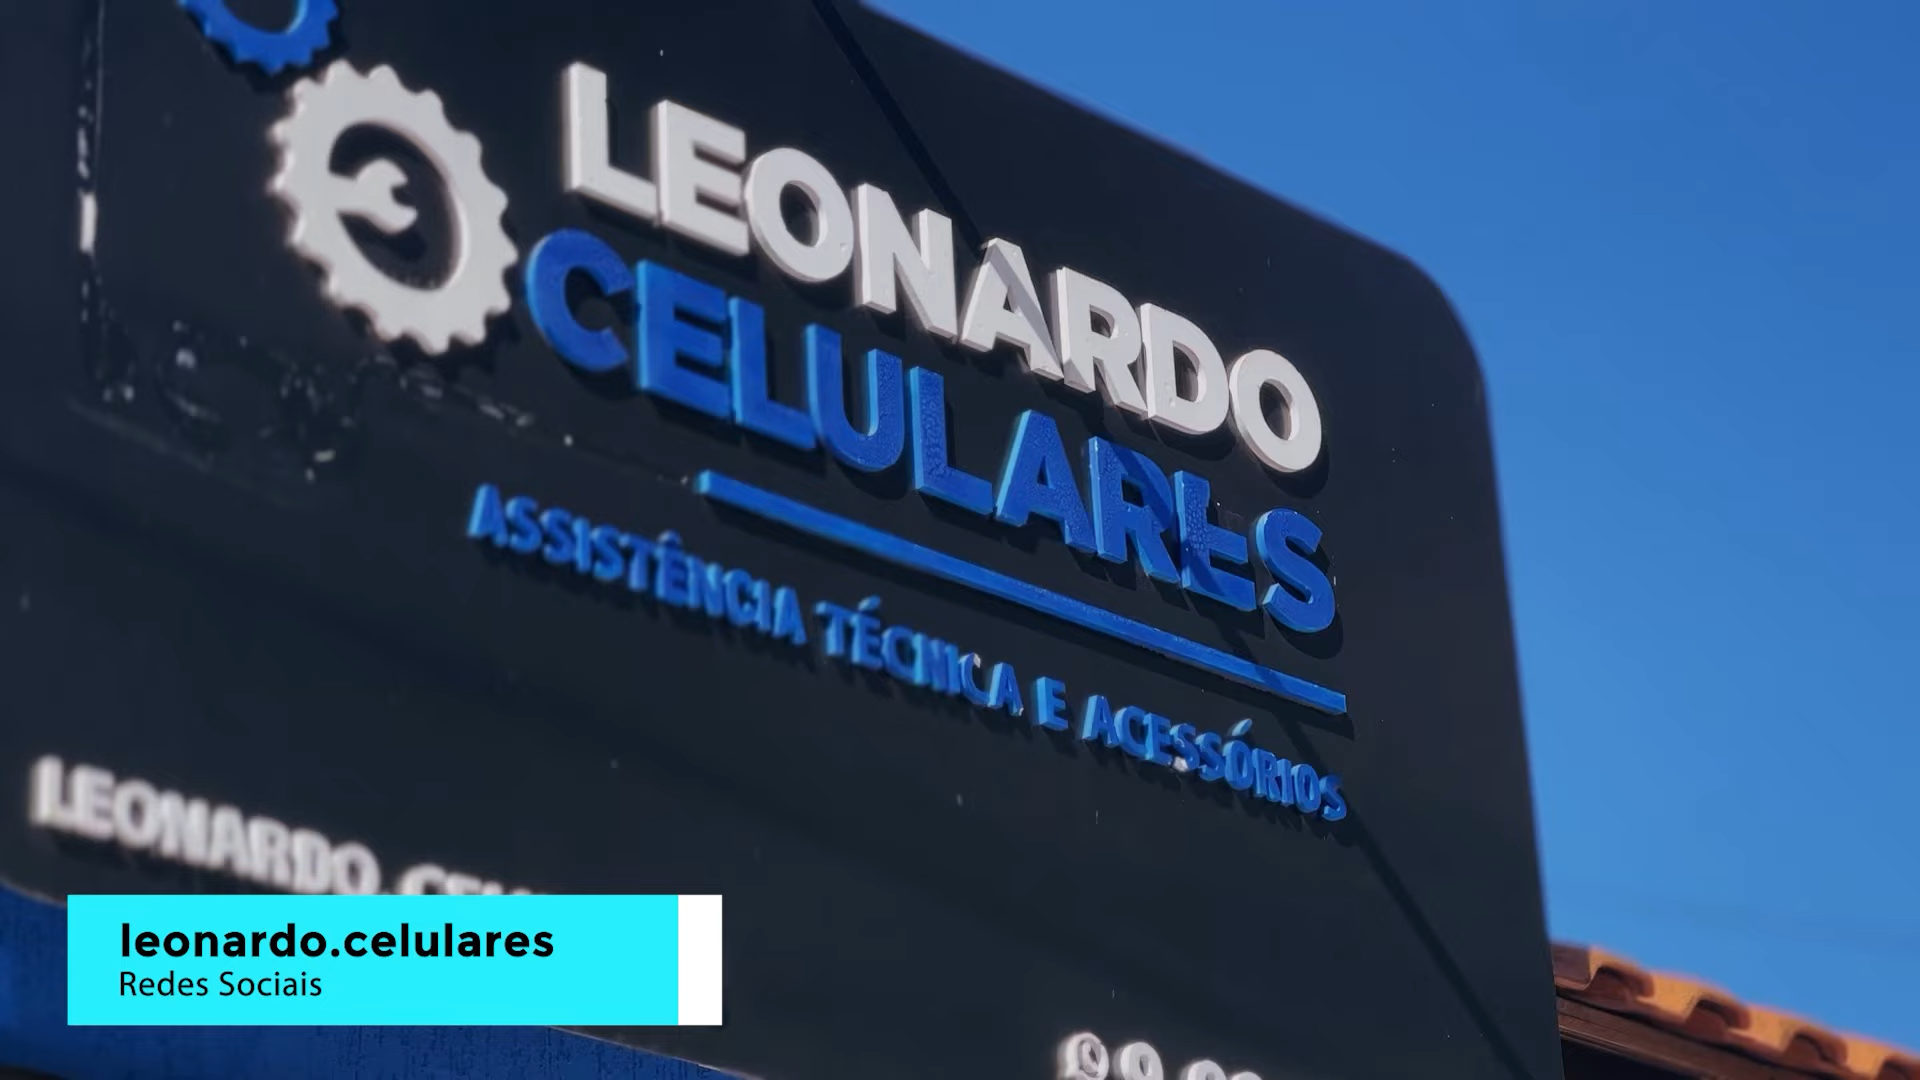 LEONARDO
CELULARES
ASSISTÊNCIA TÉCNICA E ACESSÓRIOS
LEONARDO
leonardo.celulares
Redes Sociais